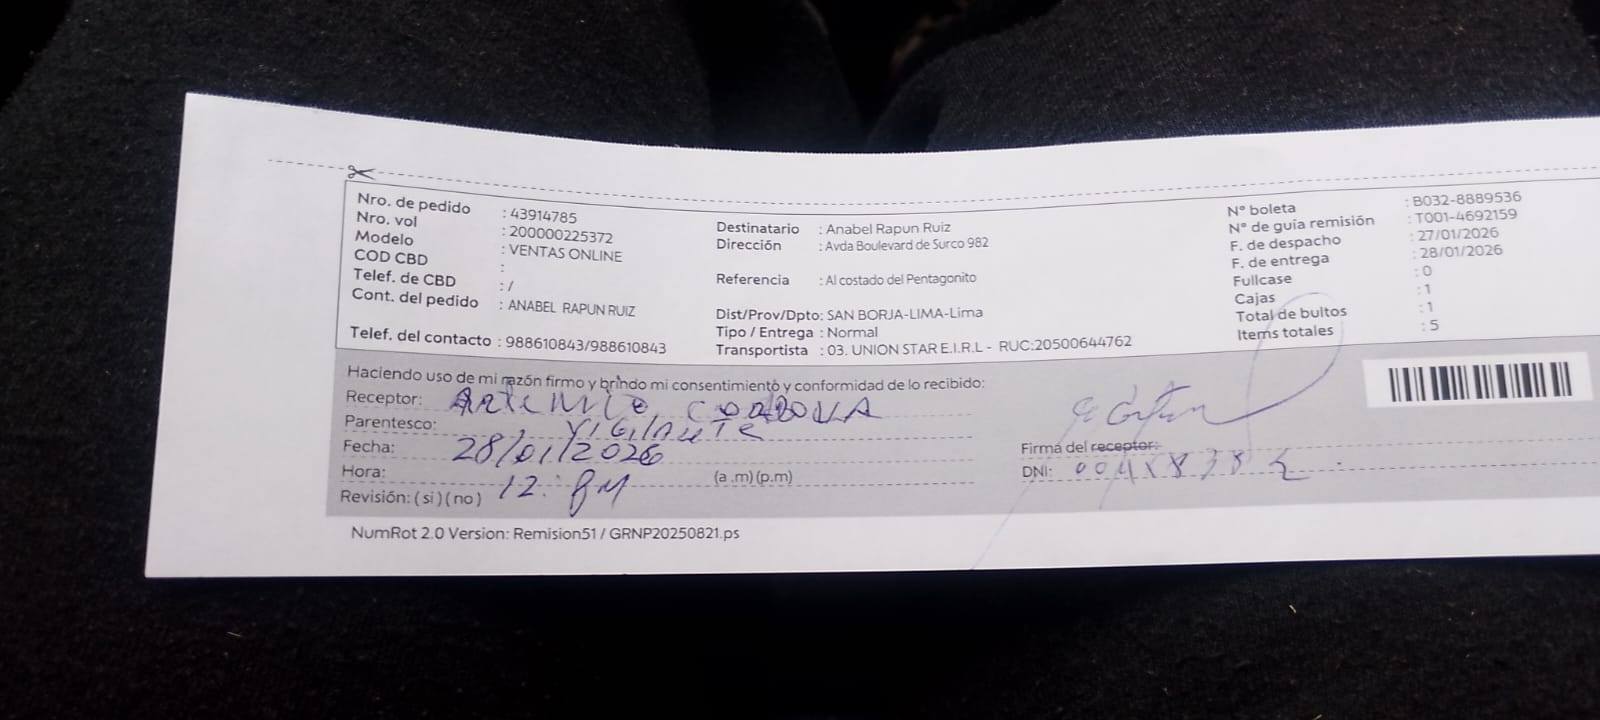 Nro. de pedido : 43914785
Nro. vol : 200000225372
Modelo : VENTAS ONLINE
COD CBD :
Telef. de CBD : /
Cont. del pedido : ANABEL RAPUN RUIZ
Telef. del contacto : 988610843/988610843
Destinatario : Anabel Rapun Ruiz
Dirección : Avda Boulevard de Surco 982
Referencia : Al costado del Pentagonito
Dist/Prov/Dpto: SAN BORJA-LIMA-Lima
Tipo / Entrega : Normal
Transportista : 03. UNION STAR E.I.R.L - RUC:20500644762
N° boleta : B032-8889536
N° de guía remisión : T001-4692159
F. de despacho : 27/01/2026
F. de entrega : 28/01/2026
Fullcase : 0
Cajas : 1
Total de bultos : 1
Items totales : 5
Haciendo uso de mi razón firmo y brindo mi consentimiento y conformidad de lo recibido:
Receptor: ARTEMIO CORDOVA
Parentesco: VIGILANTE
Fecha: 28/01/2026
Hora: 12: PM (a .m) (p.m)
Revisión: ( si ) ( no )
Firma del receptor:
DNI:
NumRot 2.0 Version: Remision51 / GRNP20250821.ps